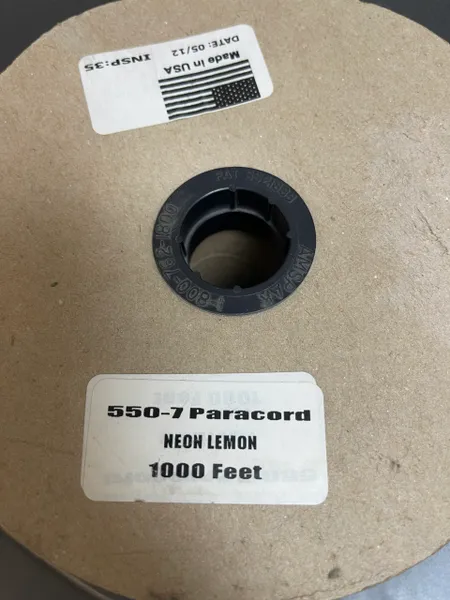 Made in USA
DATE: 05/12
INSP:35
550-7 Paracord
NEON LEMON
1000 Feet